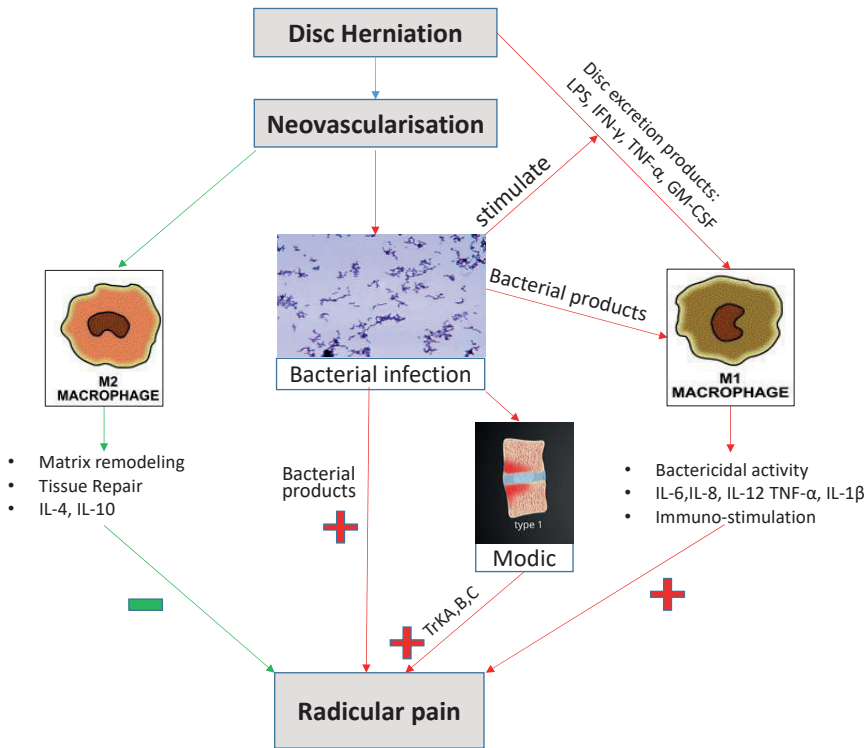 Disc Herniation
Neovascularisation
Disc excretion products:
LPS, IFN-γ, TNF-α, GM-CSF
stimulate
Bacterial products
M2
MACROPHAGE
Bacterial infection
M1
MACROPHAGE
• Matrix remodeling
• Tissue Repair
• IL-4, IL-10
Bacterial
products
type 1
Modic
• Bactericidal activity
• IL-6,IL-8, IL-12 TNF-α, IL-1β
• Immuno-stimulation
TrKA,B,C
Radicular pain